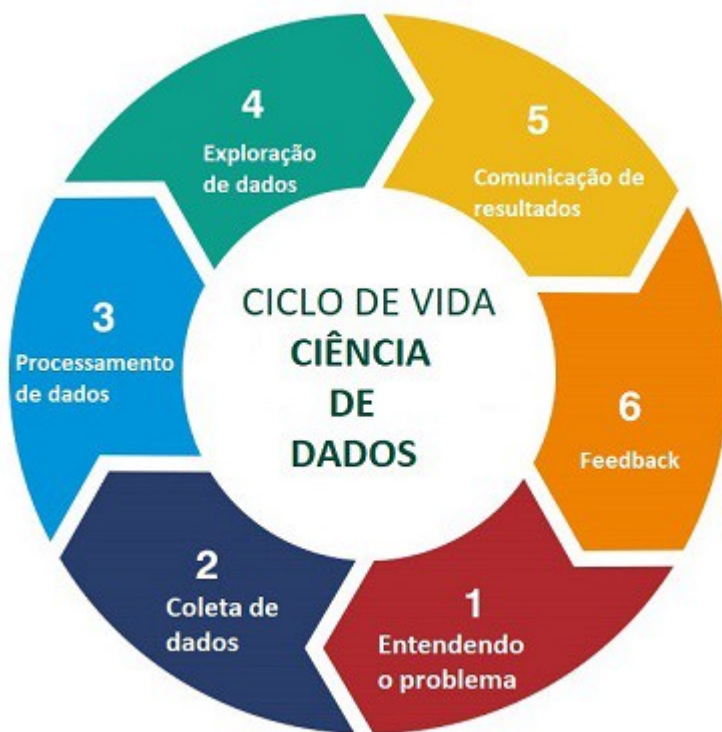 CICLO DE VIDA
CIÊNCIA
DE
DADOS
1
Entendendo
o problema
2
Coleta de
dados
3
Processamento
de dados
4
Exploração
de dados
5
Comunicação de
resultados
6
Feedback